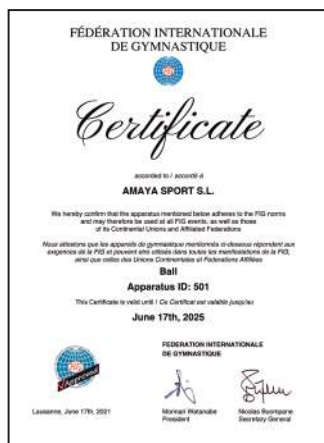 FÉDÉRATION INTERNATIONALE
DE GYMNASTIQUE
Certificate
accorded to / accordé à
AMAYA SPORT S.L.
We hereby confirm that the apparatus mentioned below adheres to the FIG norms
and may therefore be used at all FIG events, as well as those
of its Continental Unions and Affiliated Federations
Nous attestons que les appareils de gymnastique mentionnés ci-dessous répondent aux
exigences de la FIG et peuvent être utilisés dans toutes les manifestations de la FIG,
ainsi que celles des Unions Continentales et Fédérations Affiliées
Ball
Apparatus ID: 501
This Certificate is valid until / Ce Certificat est valable jusqu'au
June 17th, 2025
FEDERATION INTERNATIONALE
DE GYMNASTIQUE
FIG
Approved
Lausanne, June 17th, 2021
Morinari Watanabe
President
Nicolas Buompane
Secretary General